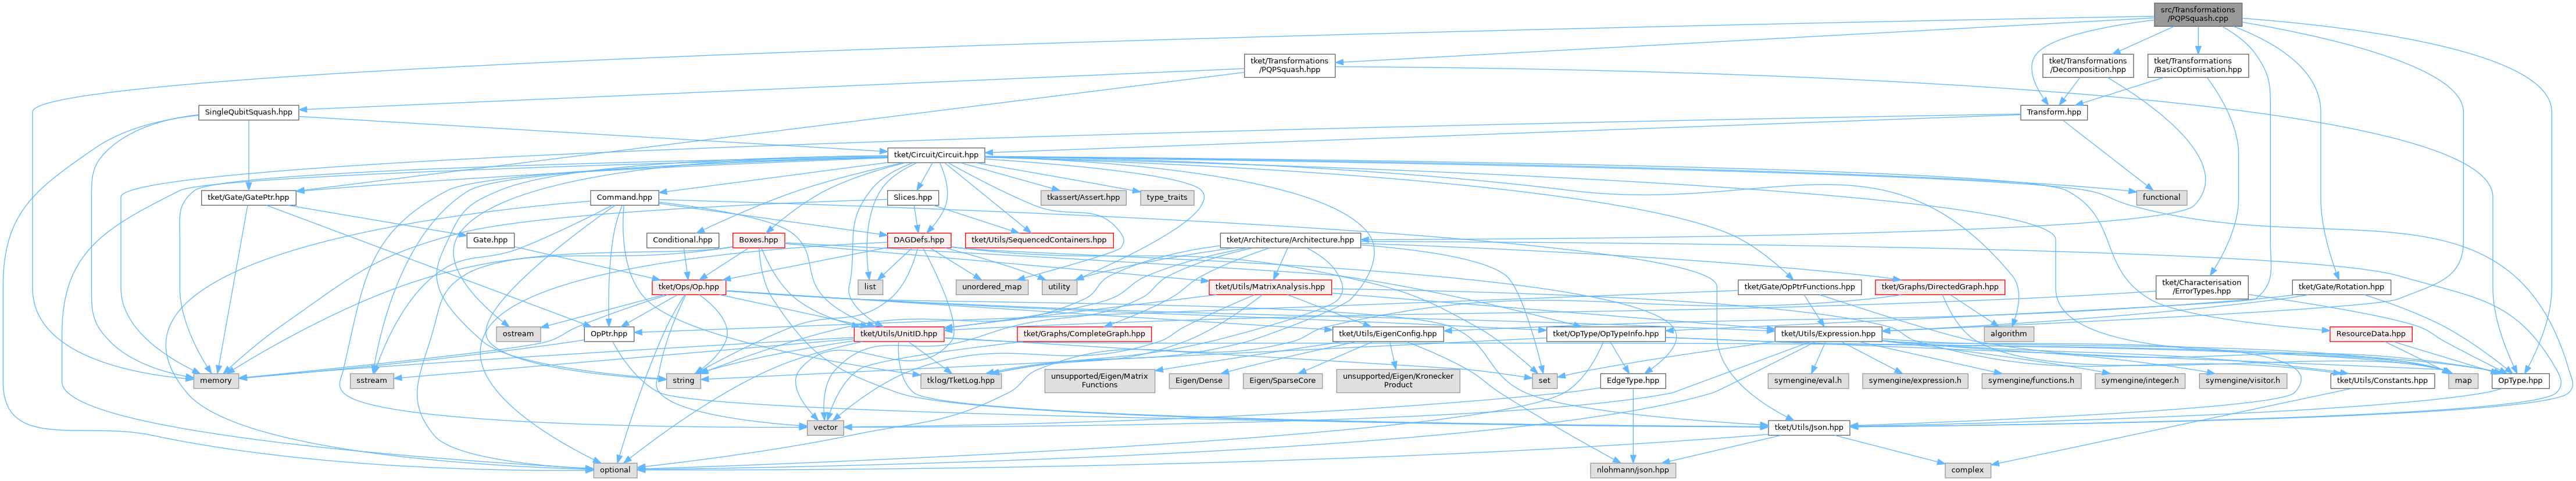 src/Transformations
/PQPSquash.cpp
tket/Transformations
/PQPSquash.hpp
tket/Transformations
/Decomposition.hpp
tket/Transformations
/BasicOptimisation.hpp
SingleQubitSquash.hpp
Transform.hpp
tket/Circuit/Circuit.hpp
tket/Gate/GatePtr.hpp
Command.hpp
Slices.hpp
tkassert/Assert.hpp
type_traits
functional
Gate.hpp
Conditional.hpp
Boxes.hpp
DAGDefs.hpp
tket/Utils/SequencedContainers.hpp
tket/Architecture/Architecture.hpp
tket/Ops/Op.hpp
list
unordered_map
utility
tket/Utils/MatrixAnalysis.hpp
tket/Gate/OpPtrFunctions.hpp
tket/Graphs/DirectedGraph.hpp
tket/Characterisation
/ErrorTypes.hpp
tket/Gate/Rotation.hpp
ostream
OpPtr.hpp
tket/Utils/UnitID.hpp
tket/Graphs/CompleteGraph.hpp
tket/Utils/EigenConfig.hpp
tket/OpType/OpTypeInfo.hpp
tket/Utils/Expression.hpp
algorithm
ResourceData.hpp
memory
sstream
string
tklog/TketLog.hpp
unsupported/Eigen/Matrix
Functions
Eigen/Dense
Eigen/SparseCore
unsupported/Eigen/Kronecker
Product
set
EdgeType.hpp
symengine/eval.h
symengine/expression.h
symengine/functions.h
symengine/integer.h
symengine/visitor.h
tket/Utils/Constants.hpp
map
OpType.hpp
vector
tket/Utils/Json.hpp
optional
nlohmann/json.hpp
complex